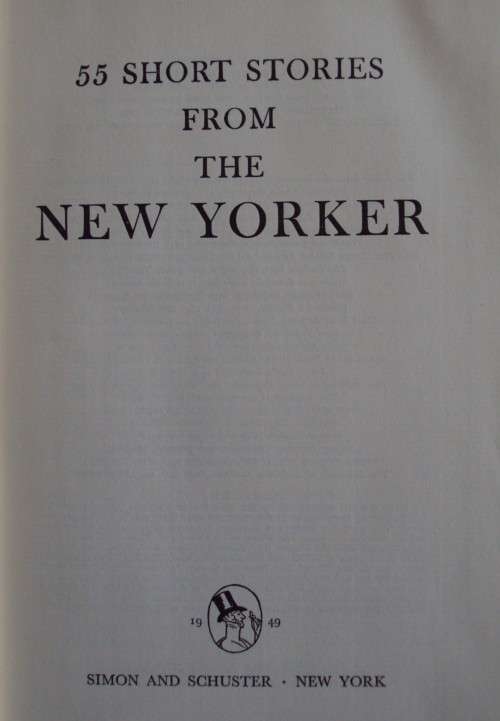 55 SHORT STORIES
FROM
THE
NEW YORKER
19 49
SIMON AND SCHUSTER · NEW YORK